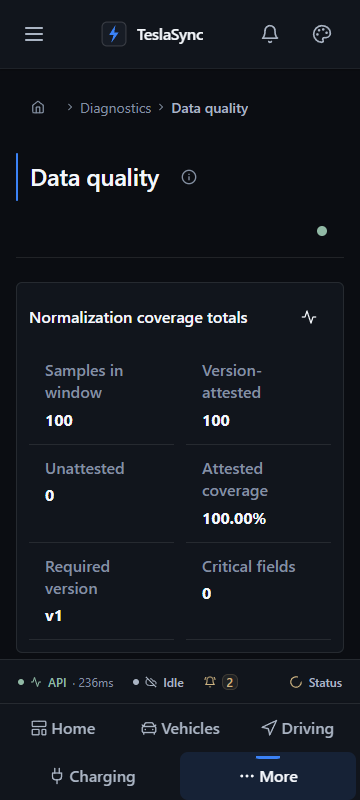 TeslaSync
Diagnostics Data quality
Data quality
Normalization coverage totals
Samples in
window
100
Version-
attested
100
Unattested
0
Attested
coverage
100.00%
Required
version
v1
Critical fields
0
API · 236ms Idle 2 Status
Home Vehicles Driving
Charging More